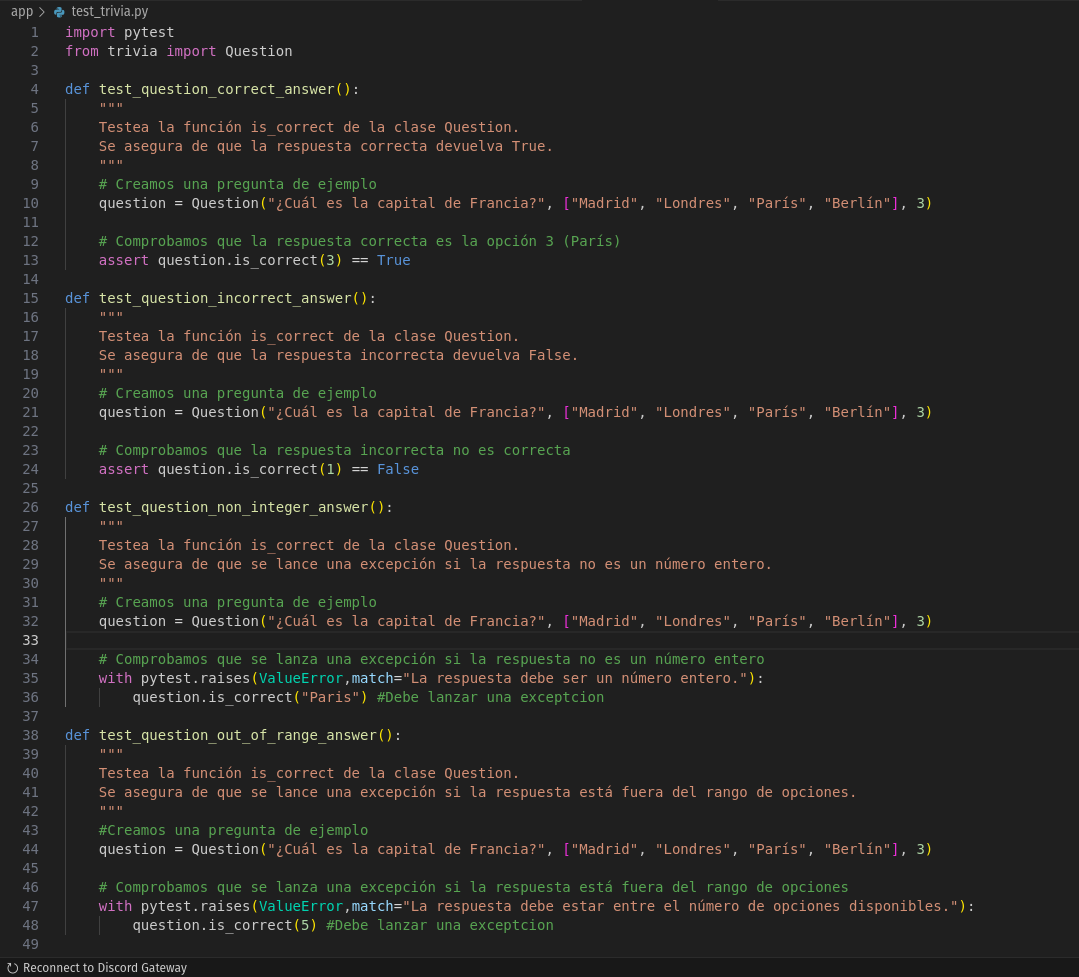 app > test_trivia.py
1 import pytest
2 from trivia import Question
3
4 def test_question_correct_answer():
5 """
6 Testea la función is_correct de la clase Question.
7 Se asegura de que la respuesta correcta devuelva True.
8 """
9 # Creamos una pregunta de ejemplo
10 question = Question("¿Cuál es la capital de Francia?", ["Madrid", "Londres", "París", "Berlín"], 3)
11
12 # Comprobamos que la respuesta correcta es la opción 3 (París)
13 assert question.is_correct(3) == True
14
15 def test_question_incorrect_answer():
16 """
17 Testea la función is_correct de la clase Question.
18 Se asegura de que la respuesta incorrecta devuelva False.
19 """
20 # Creamos una pregunta de ejemplo
21 question = Question("¿Cuál es la capital de Francia?", ["Madrid", "Londres", "París", "Berlín"], 3)
22
23 # Comprobamos que la respuesta incorrecta no es correcta
24 assert question.is_correct(1) == False
25
26 def test_question_non_integer_answer():
27 """
28 Testea la función is_correct de la clase Question.
29 Se asegura de que se lance una excepción si la respuesta no es un número entero.
30 """
31 # Creamos una pregunta de ejemplo
32 question = Question("¿Cuál es la capital de Francia?", ["Madrid", "Londres", "París", "Berlín"], 3)
33
34 # Comprobamos que se lanza una excepción si la respuesta no es un número entero
35 with pytest.raises(ValueError,match="La respuesta debe ser un número entero."):
36 question.is_correct("Paris") #Debe lanzar una exceptcion
37
38 def test_question_out_of_range_answer():
39 """
40 Testea la función is_correct de la clase Question.
41 Se asegura de que se lance una excepción si la respuesta está fuera del rango de opciones.
42 """
43 #Creamos una pregunta de ejemplo
44 question = Question("¿Cuál es la capital de Francia?", ["Madrid", "Londres", "París", "Berlín"], 3)
45
46 # Comprobamos que se lanza una excepción si la respuesta está fuera del rango de opciones
47 with pytest.raises(ValueError,match="La respuesta debe estar entre el número de opciones disponibles."):
48 question.is_correct(5) #Debe lanzar una exceptcion
49
Reconnect to Discord Gateway